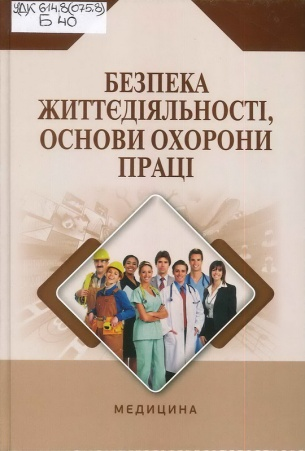 УДК 614.8(075.8)
Б 40
БЕЗПЕКА
ЖИТТЄДІЯЛЬНОСТІ,
ОСНОВИ ОХОРОНИ
ПРАЦІ
МЕДИЦИНА